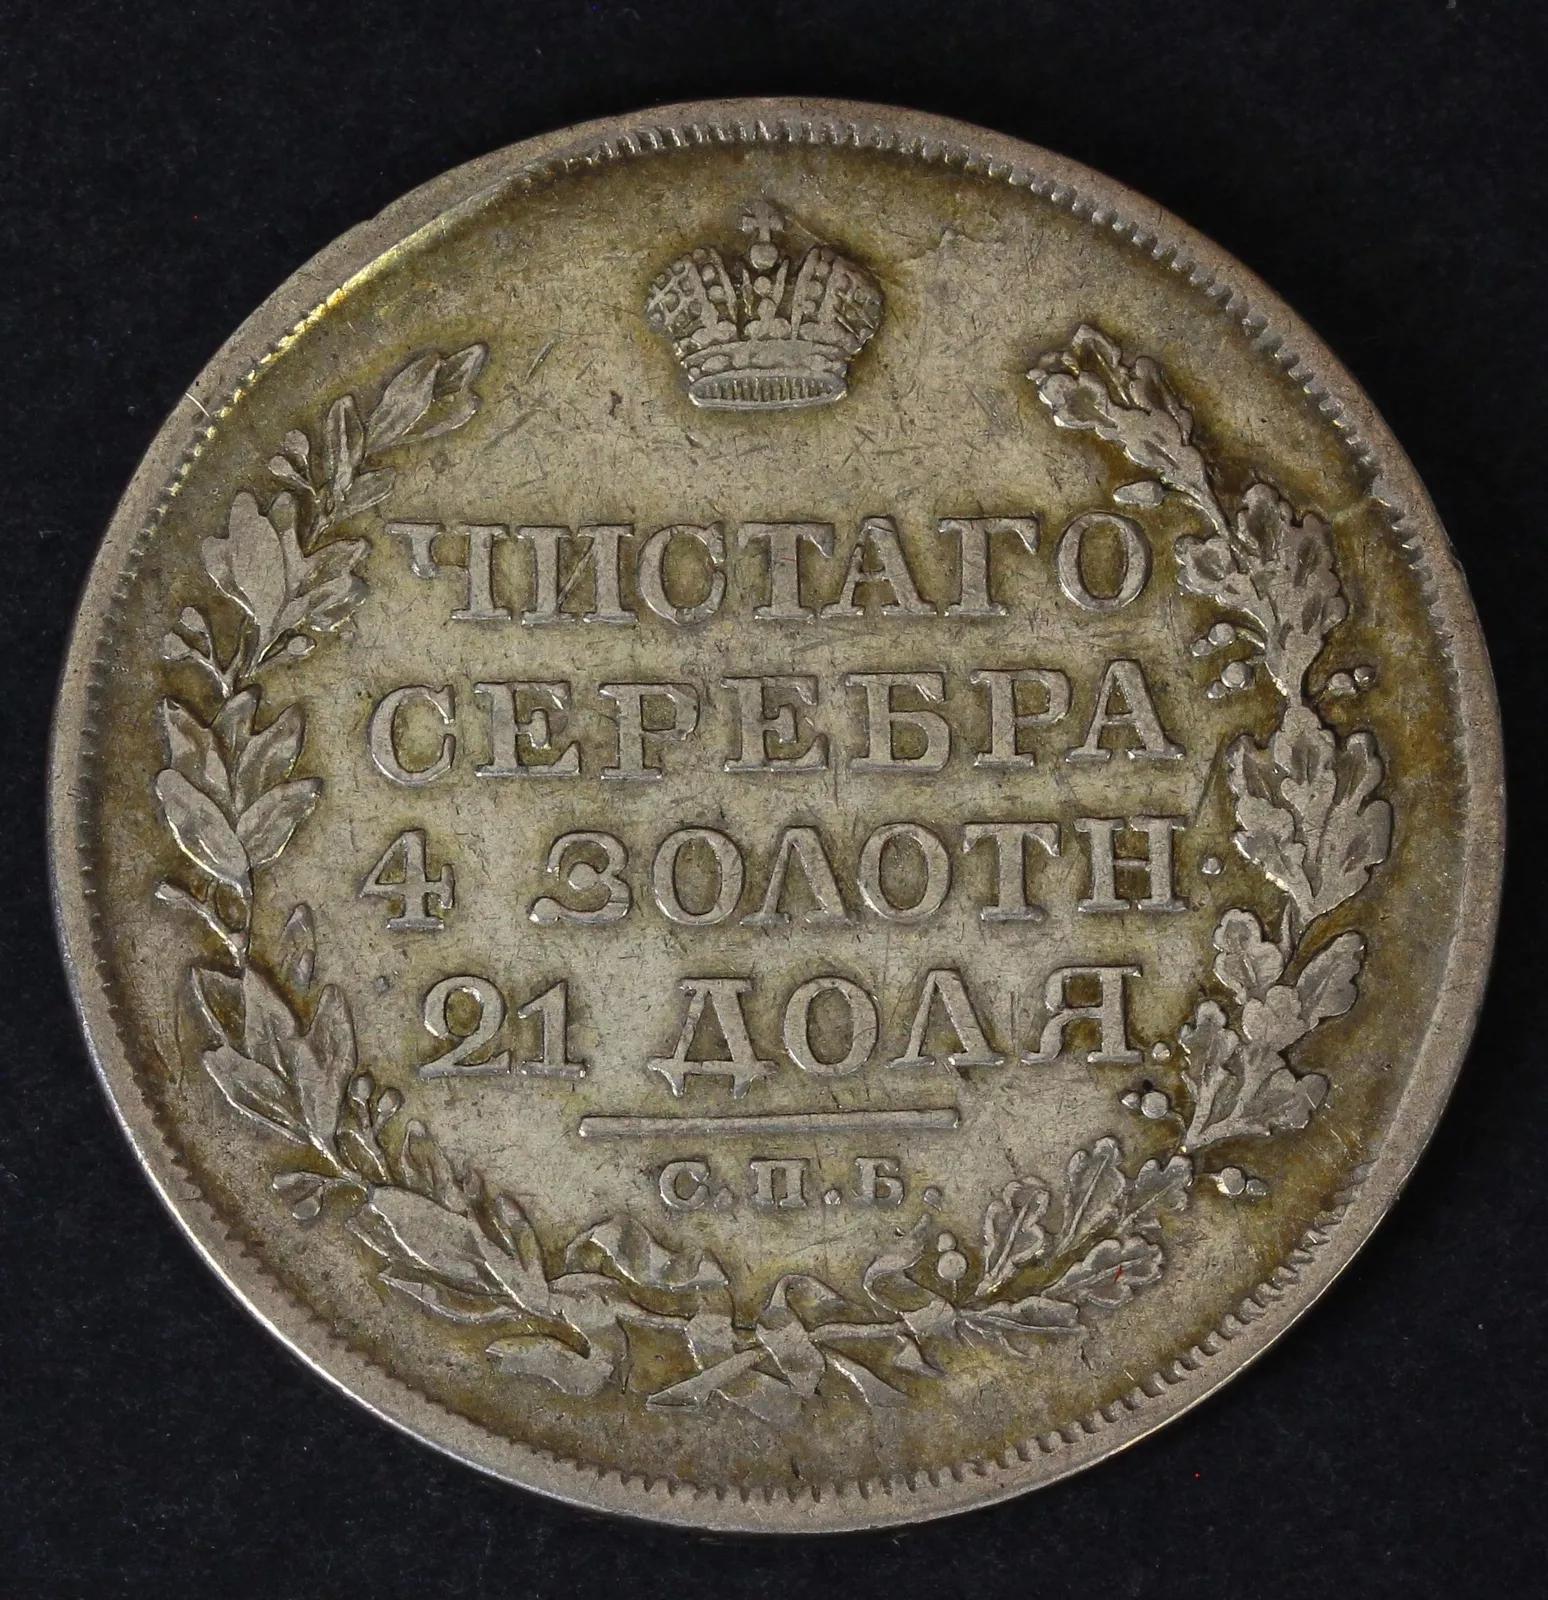 ЧИСТАГО
СЕРЕБРА
4 ЗОЛОТН.
21 ДОЛЯ.
С.П.Б.